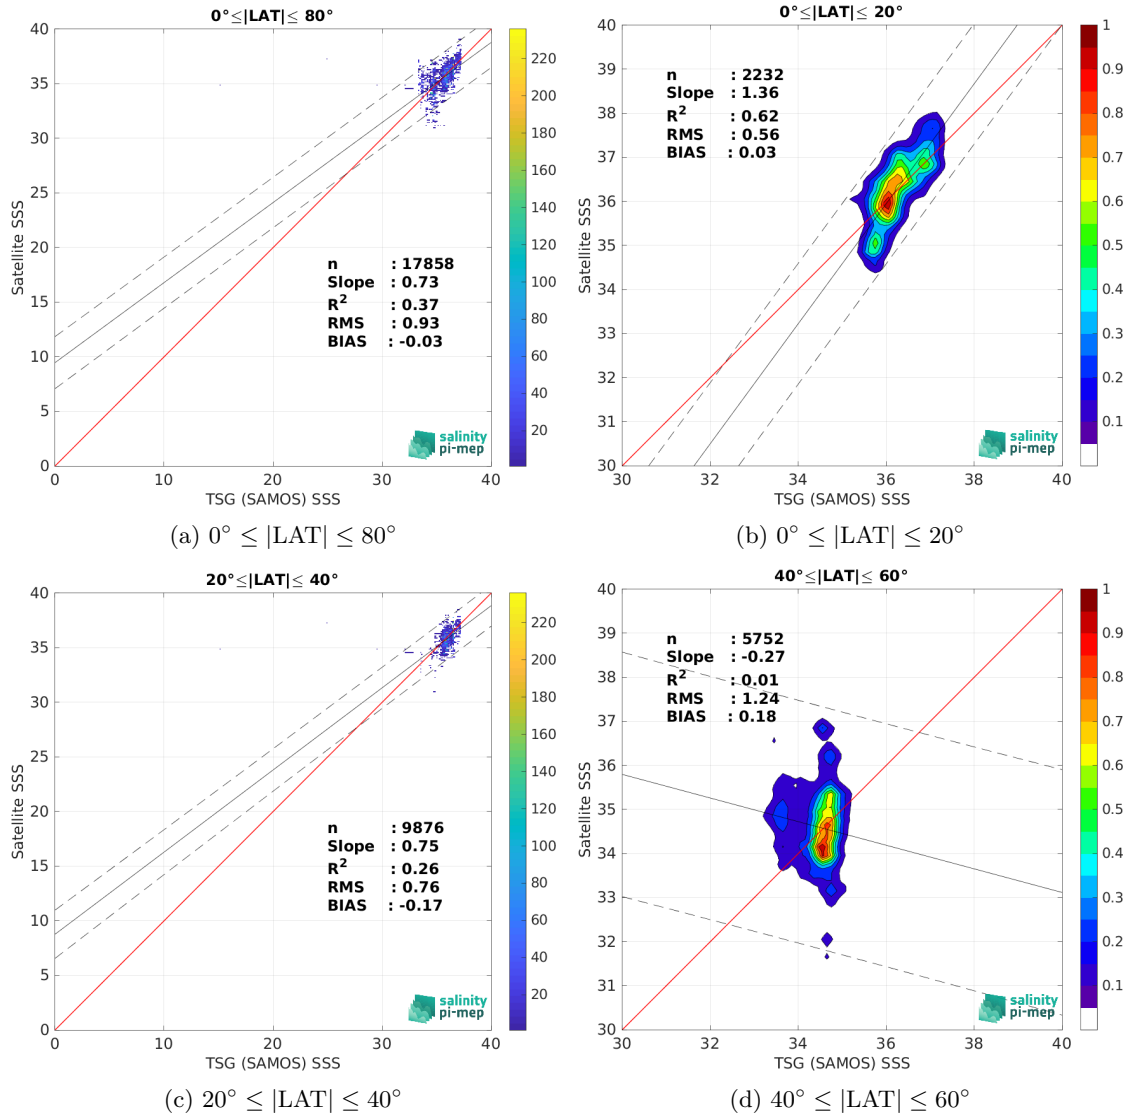 0°≤|LAT|≤ 80°
40
35
30
25
20
15
10
5
0
Satellite SSS
n : 17858
Slope : 0.73
R² : 0.37
RMS : 0.93
BIAS : -0.03
salinity
pi-mep
0 10 20 30 40
TSG (SAMOS) SSS
220
200
180
160
140
120
100
80
60
40
20
(a) 0° ≤ |LAT| ≤ 80°
0°≤|LAT|≤ 20°
40
39
38
37
36
35
34
33
32
31
30
Satellite SSS
n : 2232
Slope : 1.36
R² : 0.62
RMS : 0.56
BIAS : 0.03
salinity
pi-mep
30 32 34 36 38 40
TSG (SAMOS) SSS
1
0.9
0.8
0.7
0.6
0.5
0.4
0.3
0.2
0.1
(b) 0° ≤ |LAT| ≤ 20°
20°≤|LAT|≤ 40°
40
35
30
25
20
15
10
5
0
Satellite SSS
n : 9876
Slope : 0.75
R² : 0.26
RMS : 0.76
BIAS : -0.17
salinity
pi-mep
0 10 20 30 40
TSG (SAMOS) SSS
220
200
180
160
140
120
100
80
60
40
20
(c) 20° ≤ |LAT| ≤ 40°
40°≤|LAT|≤ 60°
40
39
38
37
36
35
34
33
32
31
30
Satellite SSS
n : 5752
Slope : -0.27
R² : 0.01
RMS : 1.24
BIAS : 0.18
salinity
pi-mep
30 32 34 36 38 40
TSG (SAMOS) SSS
1
0.9
0.8
0.7
0.6
0.5
0.4
0.3
0.2
0.1
(d) 40° ≤ |LAT| ≤ 60°